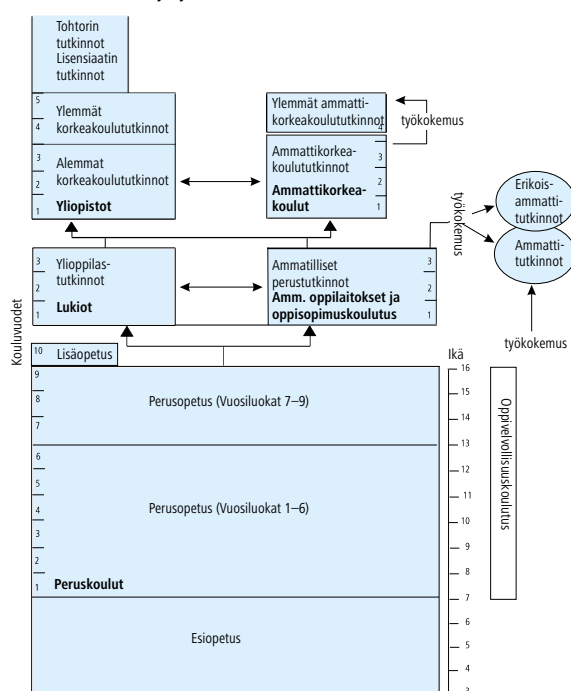 Tohtorin
tutkinnot
Lisensiaatin
tutkinnot
5
4
Ylemmät
korkeakoulututkinnot
3
2
1
Alemmat
korkeakoulututkinnot
Yliopistot
Ylemmät ammatti-
korkeakoulututkinnot
4
työkokemus
Ammattikorkea-
koulututkinnot
Ammattikorkea-
koulut
3
2
1
työkokemus
Erikois-
ammatti-
tutkinnot
Ammatti-
tutkinnot
työkokemus
3
2
1
Ylioppilas-
tutkinnot
Lukiot
Ammatilliset
perustutkinnot
Amm. oppilaitokset ja
oppisopimuskoulutus
3
2
1
Kouluvuodet
10 Lisäopetus
9
8
7
Perusopetus (Vuosiluokat 7–9)
6
5
4
3
2
1
Perusopetus (Vuosiluokat 1–6)
Peruskoulut
Esiopetus
Ikä
16
15
14
13
12
11
10
9
8
7
6
5
4
3
Oppivelvollisuuskoulutus